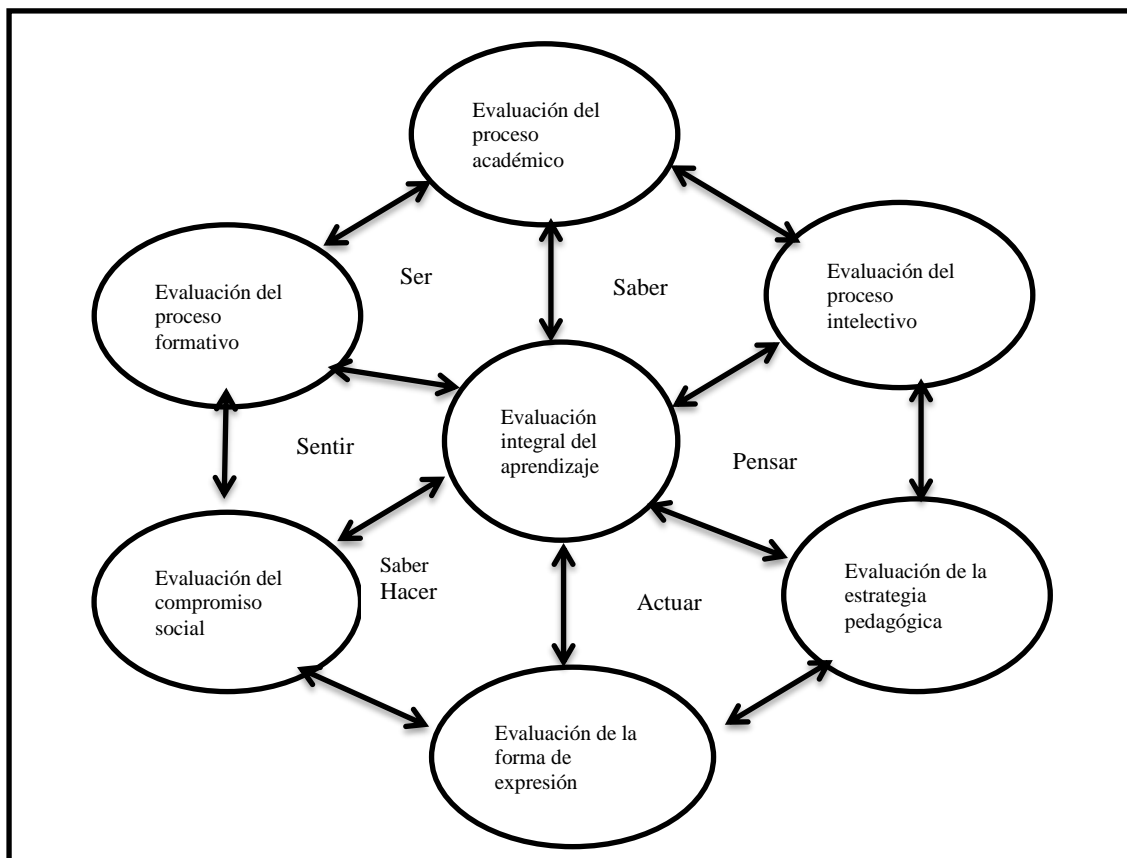 Evaluación del
proceso
académico
Evaluación del
proceso
formativo
Ser
Saber
Evaluación del
proceso
intelectivo
Evaluación
integral del
aprendizaje
Sentir
Pensar
Evaluación del
compromiso
social
Saber
Hacer
Actuar
Evaluación de la
estrategia
pedagógica
Evaluación de la
forma de
expresión